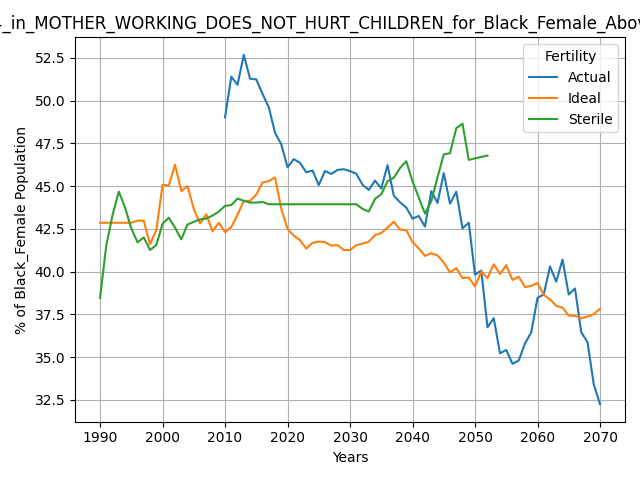 _in_MOTHER_WORKING_DOES_NOT_HURT_CHILDREN_for_Black_Female_Abov
Fertility
Actual
Ideal
Sterile
% of Black_Female Population
52.5
50.0
47.5
45.0
42.5
40.0
37.5
35.0
32.5
1990
2000
2010
2020
2030
2040
2050
2060
2070
Years